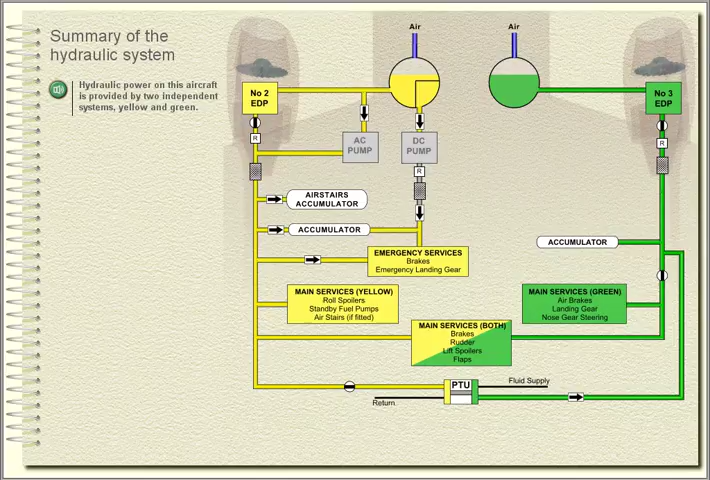 Summary of the
hydraulic system
Hydraulic power on this aircraft
is provided by two independent
systems, yellow and green.
Air
Air
No 2
EDP
No 3
EDP
R
AC
PUMP
DC
PUMP
R
R
AIRSTAIRS
ACCUMULATOR
ACCUMULATOR
ACCUMULATOR
EMERGENCY SERVICES
Brakes
Emergency Landing Gear
MAIN SERVICES (YELLOW)
Roll Spoilers
Standby Fuel Pumps
Air Stairs (if fitted)
MAIN SERVICES (GREEN)
Air Brakes
Landing Gear
Nose Gear Steering
MAIN SERVICES (BOTH)
Brakes
Rudder
Lift Spoilers
Flaps
PTU
Fluid Supply
Return.